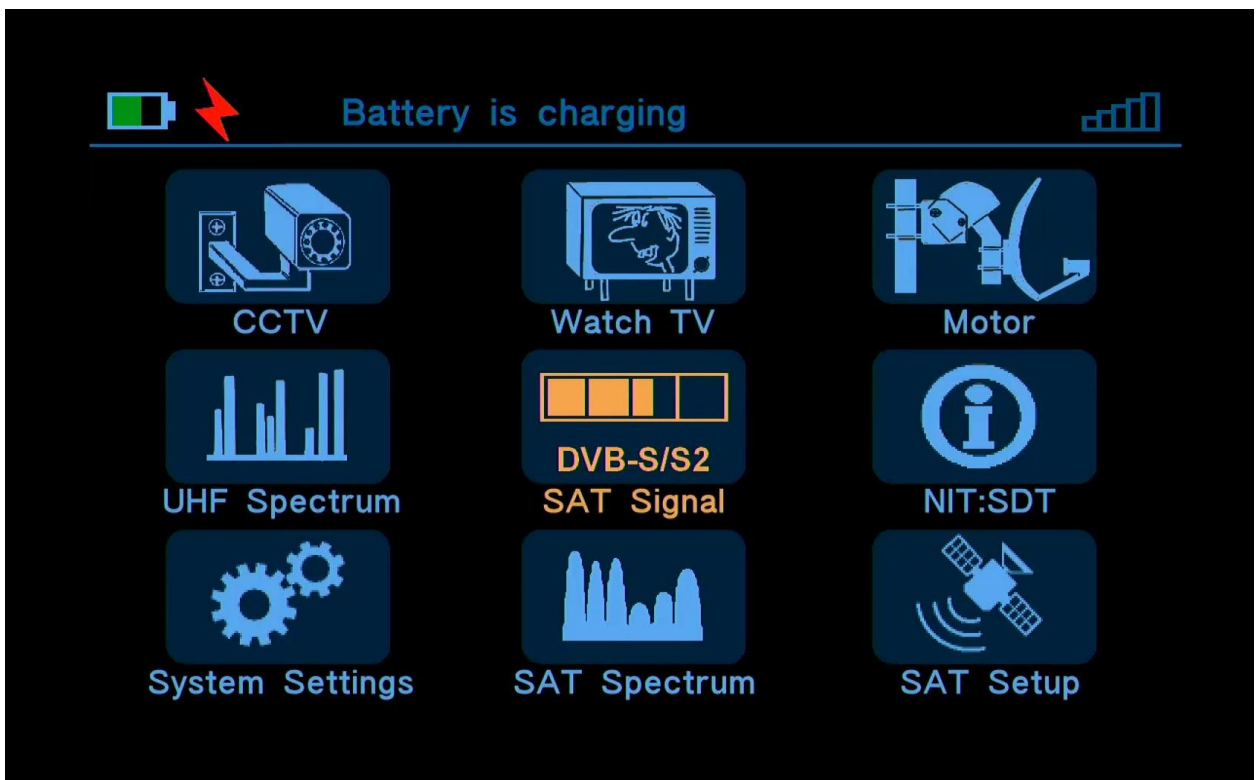 Battery is charging
CCTV
Watch TV
Motor
UHF Spectrum
DVB-S/S2
SAT Signal
NIT:SDT
System Settings
SAT Spectrum
SAT Setup